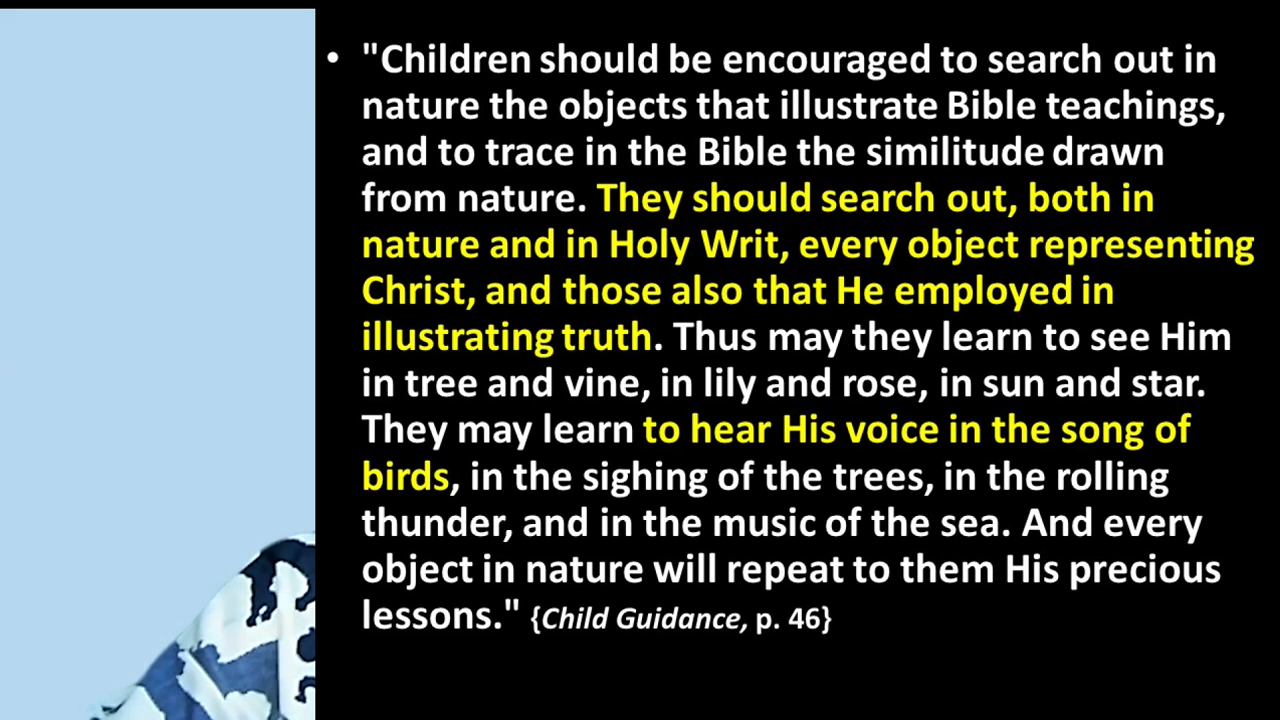 • "Children should be encouraged to search out in
nature the objects that illustrate Bible teachings,
and to trace in the Bible the similitude drawn
from nature. They should search out, both in
nature and in Holy Writ, every object representing
Christ, and those also that He employed in
illustrating truth. Thus may they learn to see Him
in tree and vine, in lily and rose, in sun and star.
They may learn to hear His voice in the song of
birds, in the sighing of the trees, in the rolling
thunder, and in the music of the sea. And every
object in nature will repeat to them His precious
lessons." {Child Guidance, p. 46}